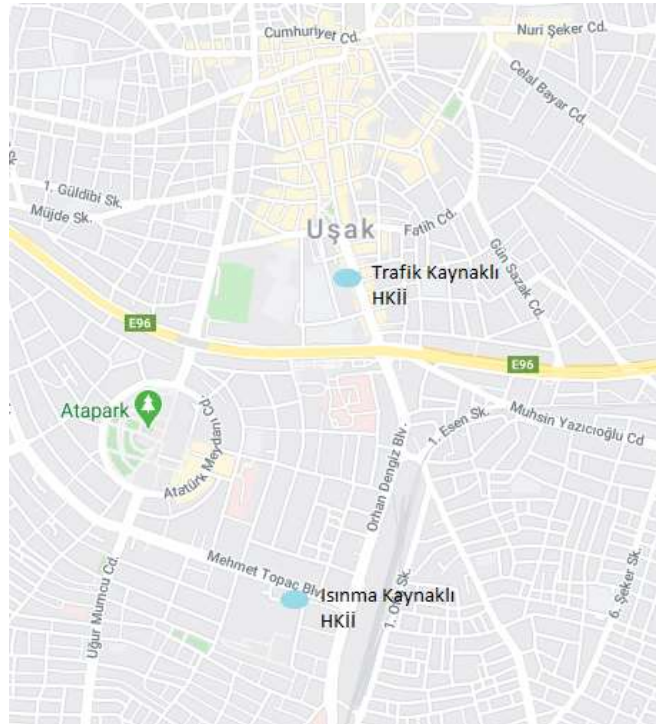 Cumhuriyet Cd.
Nuri Şeker Cd.
Celal Bayar Cd.
1. Güldibi Sk.
Müjde Sk.
Uşak
Fatih Cd.
Gün Sazak Cd.
Trafik Kaynaklı
HKİİ
E96
E96
Atapark
Atatürk Meydanı Cd.
Muhsin Yazıcıoğlu Cd
1. Esen Sk.
Orhan Dengiz Blv.
Mehmet Topaç Blv.
Isınma Kaynaklı
HKİİ
Uğur Mumcu Cd.
6. Şeker Sk.